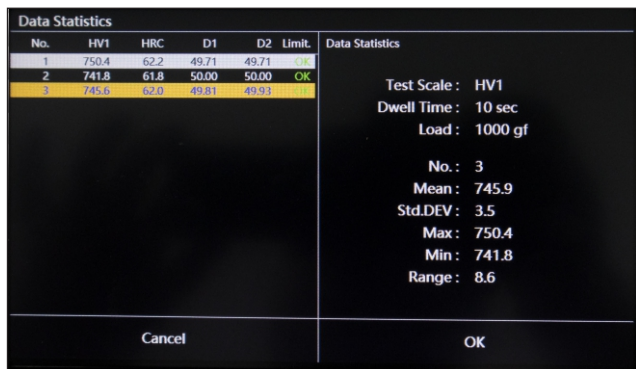 Data Statistics
No. HV1 HRC D1 D2 Limit.
1 750.4 62.2 49.71 49.71 OK
2 741.8 61.8 50.00 50.00 OK
3 745.6 62.0 49.81 49.93 OK
Data Statistics
Test Scale : HV1
Dwell Time : 10 sec
Load : 1000 gf
No. : 3
Mean : 745.9
Std.DEV : 3.5
Max : 750.4
Min : 741.8
Range : 8.6
Cancel
OK